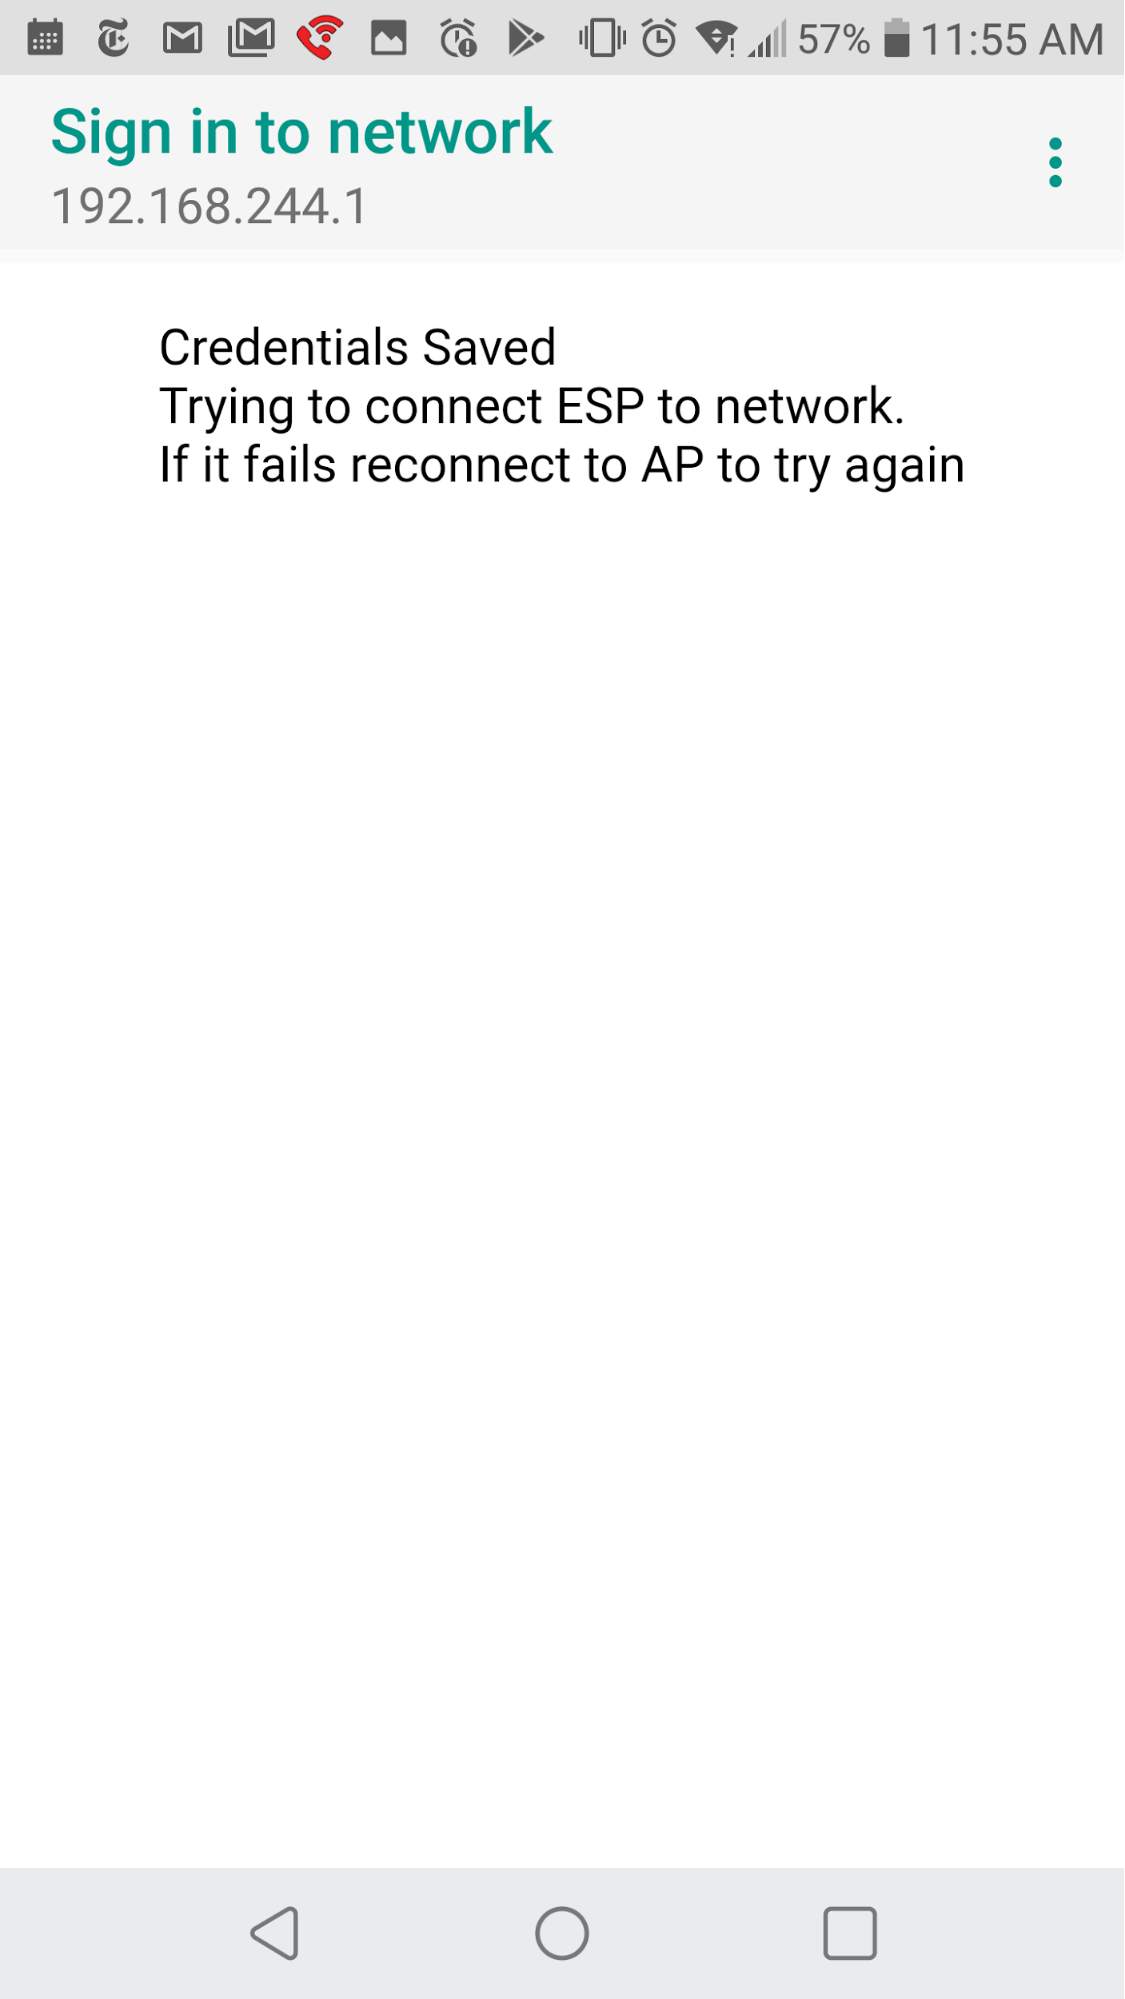 57% 11:55 AM
Sign in to network
192.168.244.1
Credentials Saved
Trying to connect ESP to network.
If it fails reconnect to AP to try again